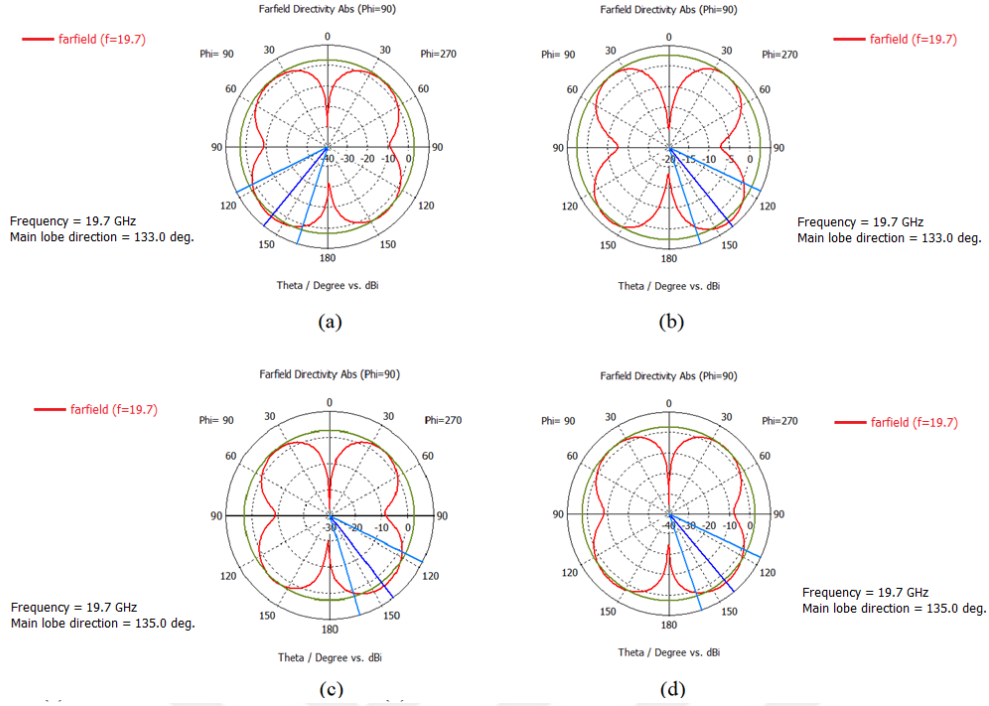 Farfield Directivity Abs (Phi=90)
farfield (f=19.7)
0
Phi= 90 30 30 Phi=270
60 60
90 -40 -30 -20 -10 0 90
120 120
150 150
180
Frequency = 19.7 GHz
Main lobe direction = 133.0 deg.
Theta / Degree vs. dBi
(a)
Farfield Directivity Abs (Phi=90)
farfield (f=19.7)
0
Phi= 90 30 30 Phi=270
60 60
90 -20 -15 -10 -5 0 90
120 120
150 150
180
Frequency = 19.7 GHz
Main lobe direction = 133.0 deg.
Theta / Degree vs. dBi
(b)
Farfield Directivity Abs (Phi=90)
farfield (f=19.7)
0
Phi= 90 30 30 Phi=270
60 60
90 -30 -20 -10 0 90
120 120
150 150
180
Frequency = 19.7 GHz
Main lobe direction = 135.0 deg.
Theta / Degree vs. dBi
(c)
Farfield Directivity Abs (Phi=90)
farfield (f=19.7)
0
Phi= 90 30 30 Phi=270
60 60
90 -40 -30 -20 -10 0 90
120 120
150 150
180
Frequency = 19.7 GHz
Main lobe direction = 135.0 deg.
Theta / Degree vs. dBi
(d)